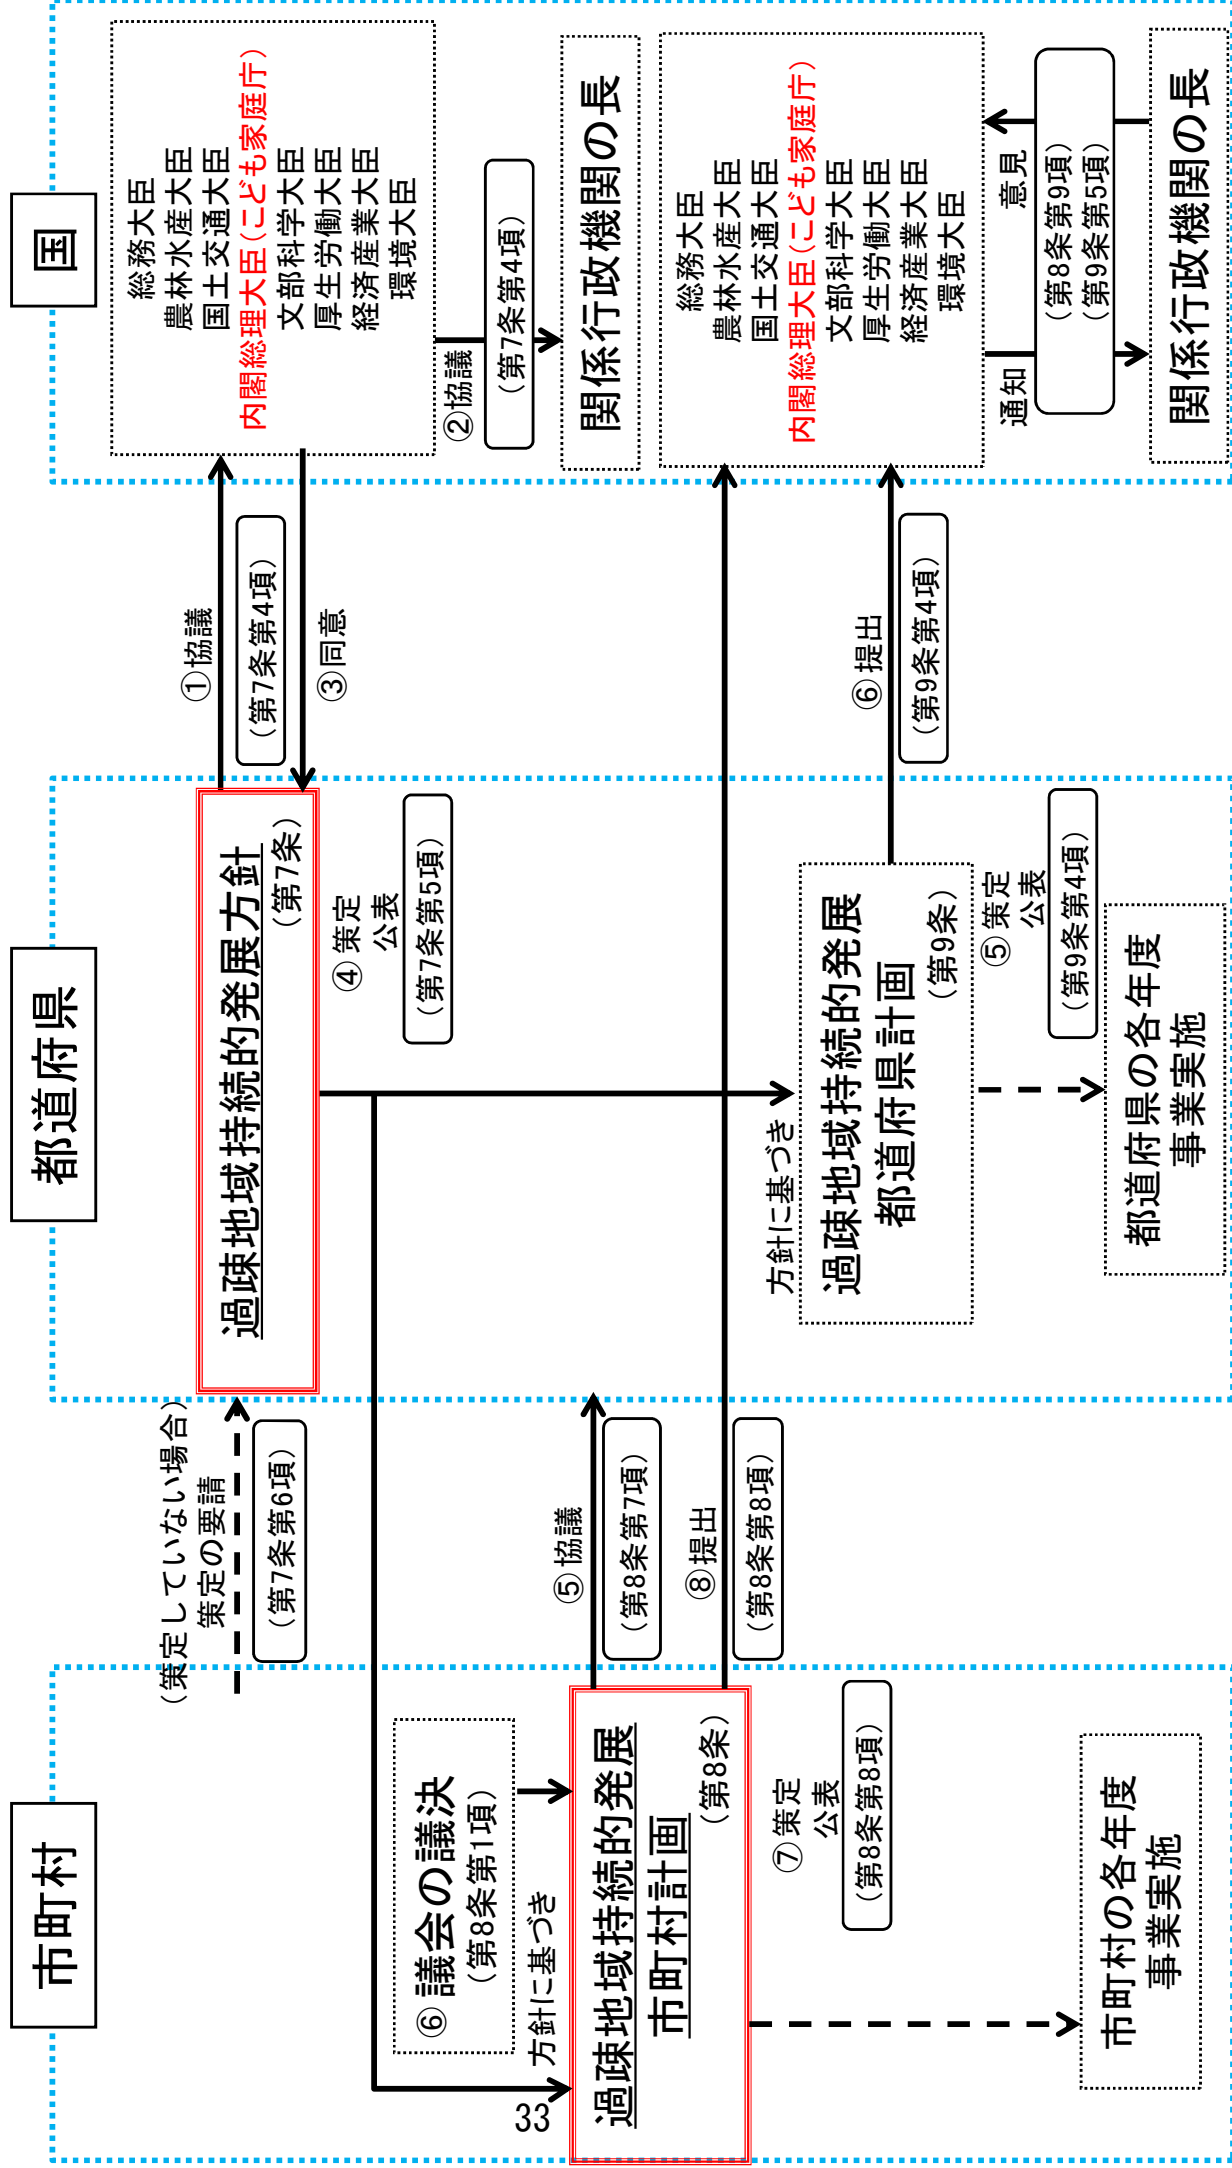 市町村
(策定していない場合)
策定の要請
(第7条第6項)
⑥議会の議決
(第8条第1項)
方針に基づき
33
過疎地域持続的発展
市町村計画
(第8条)
⑦策定
公表
(第8条第8項)
市町村の各年度
事業実施
⑤協議
(第8条第7項)
⑧提出
(第8条第8項)
都道府県
過疎地域持続的発展方針
(第7条)
④策定
公表
(第7条第5項)
方針に基づき
過疎地域持続的発展
都道府県計画
(第9条)
⑤策定
公表
(第9条第4項)
都道府県の各年度
事業実施
①協議
(第7条第4項)
③同意
⑥提出
(第9条第4項)
国
総務大臣
農林水産大臣
国土交通大臣
内閣総理大臣(こども家庭庁)
文部科学大臣
厚生労働大臣
経済産業大臣
環境大臣
②協議
(第7条第4項)
関係行政機関の長
総務大臣
農林水産大臣
国土交通大臣
内閣総理大臣(こども家庭庁)
文部科学大臣
厚生労働大臣
経済産業大臣
環境大臣
通知
意見
(第8条第9項)
(第9条第5項)
関係行政機関の長